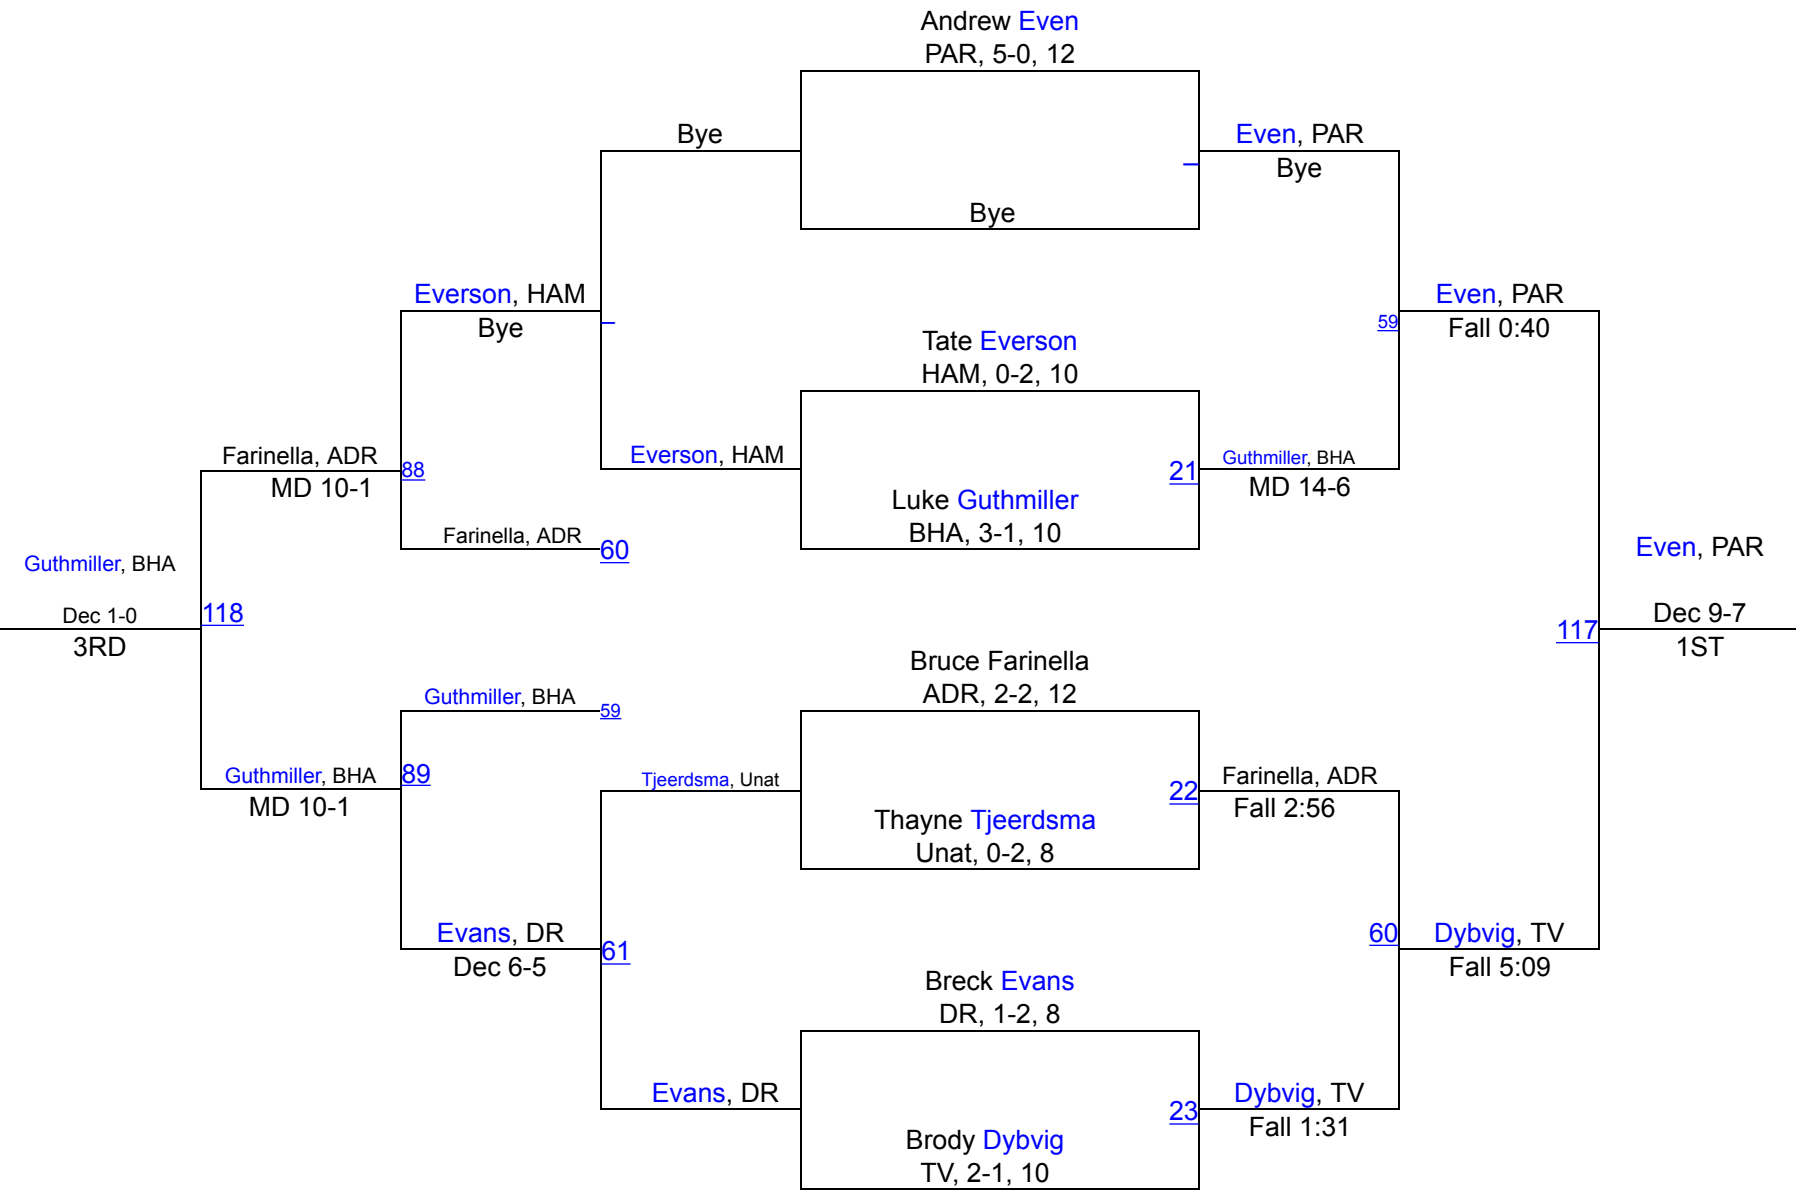 Andrew Even
PAR, 5-0, 12
Bye
Even, PAR
Bye
Bye
Everson, HAM
Bye
Even, PAR
59
Fall 0:40
Tate Everson
HAM, 0-2, 10
Farinella, ADR
88
MD 10-1
Everson, HAM
21
Guthmiller, BHA
MD 14-6
Luke Guthmiller
BHA, 3-1, 10
Farinella, ADR
60
Guthmiller, BHA
Even, PAR
Dec 1-0
118
3RD
117
Dec 9-7
1ST
Bruce Farinella
ADR, 2-2, 12
Guthmiller, BHA
59
Guthmiller, BHA
89
MD 10-1
Tjeerdsma, Unat
22
Farinella, ADR
Fall 2:56
Thayne Tjeerdsma
Unat, 0-2, 8
Evans, DR
61
Dec 6-5
60
Dybvig, TV
Fall 5:09
Breck Evans
DR, 1-2, 8
Evans, DR
23
Dybvig, TV
Fall 1:31
Brody Dybvig
TV, 2-1, 10